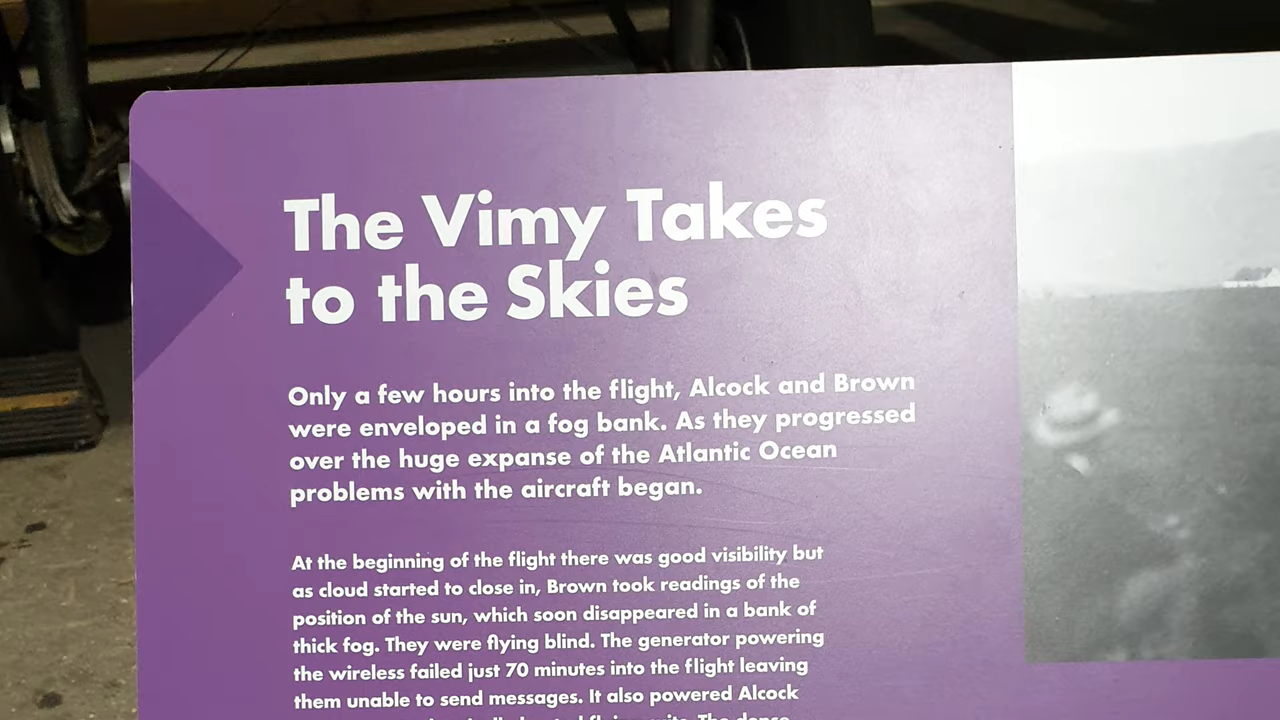 The Vimy Takes
to the Skies
Only a few hours into the flight, Alcock and Brown
were enveloped in a fog bank. As they progressed
over the huge expanse of the Atlantic Ocean
problems with the aircraft began.
At the beginning of the flight there was good visibility but
as cloud started to close in, Brown took readings of the
position of the sun, which soon disappeared in a bank of
thick fog. They were flying blind. The generator powering
the wireless failed just 70 minutes into the flight leaving
them unable to send messages. It also powered Alcock